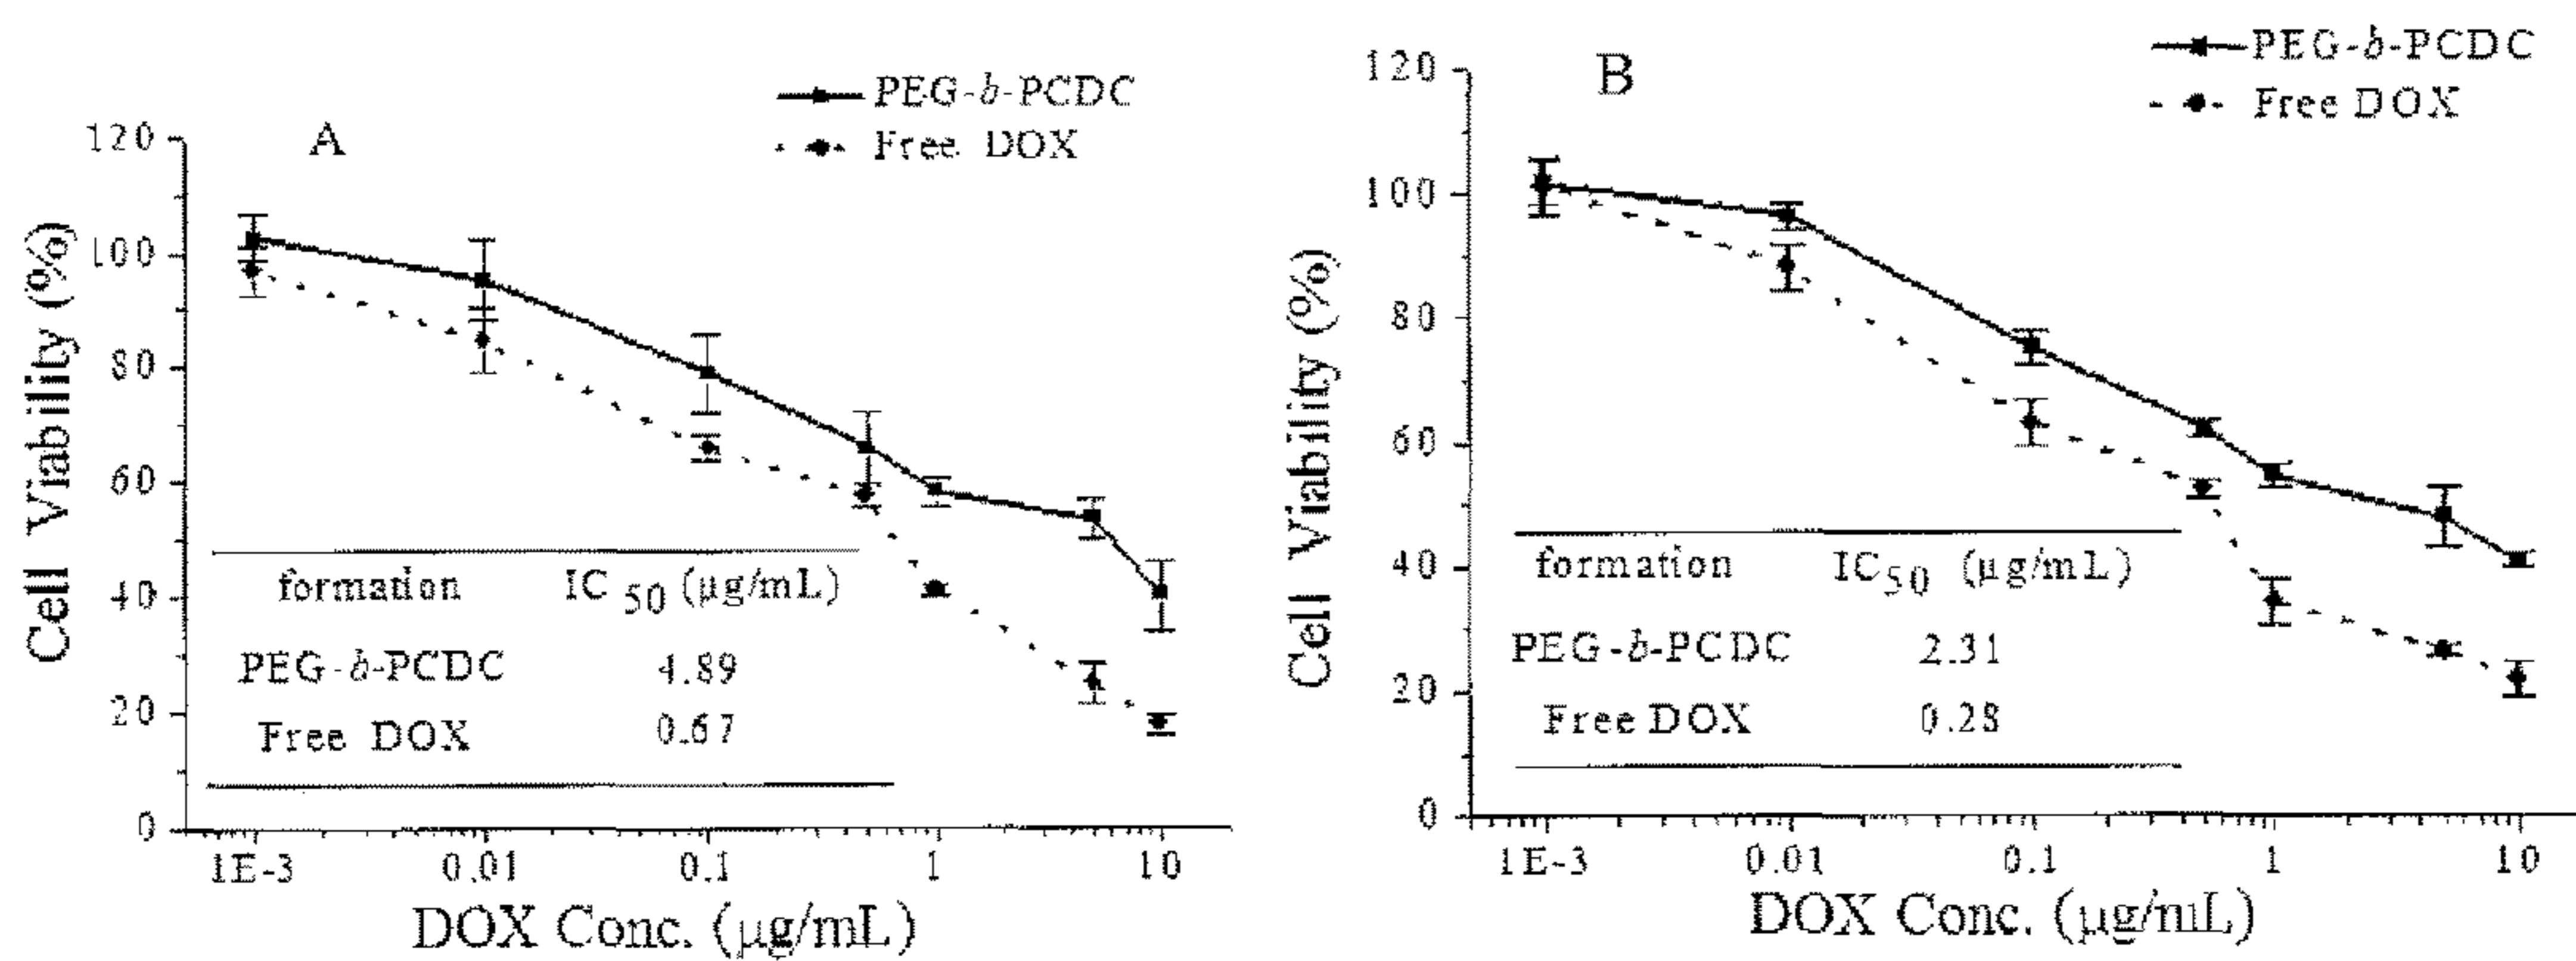 A
PEG-b-PCDC
Free DOX
120
100
80
60
40
20
0
Cell Viability (%)
formation IC50 (μg/mL)
PEG-b-PCDC 4.89
Free DOX 0.67
1E-3 0.01 0.1 1 10
DOX Conc. (μg/mL)
B
PEG-b-PCDC
Free DOX
120
100
80
60
40
20
0
Cell Viability (%)
formation IC50 (μg/mL)
PEG-b-PCDC 2.31
Free DOX 0.28
1E-3 0.01 0.1 1 10
DOX Conc. (μg/mL)